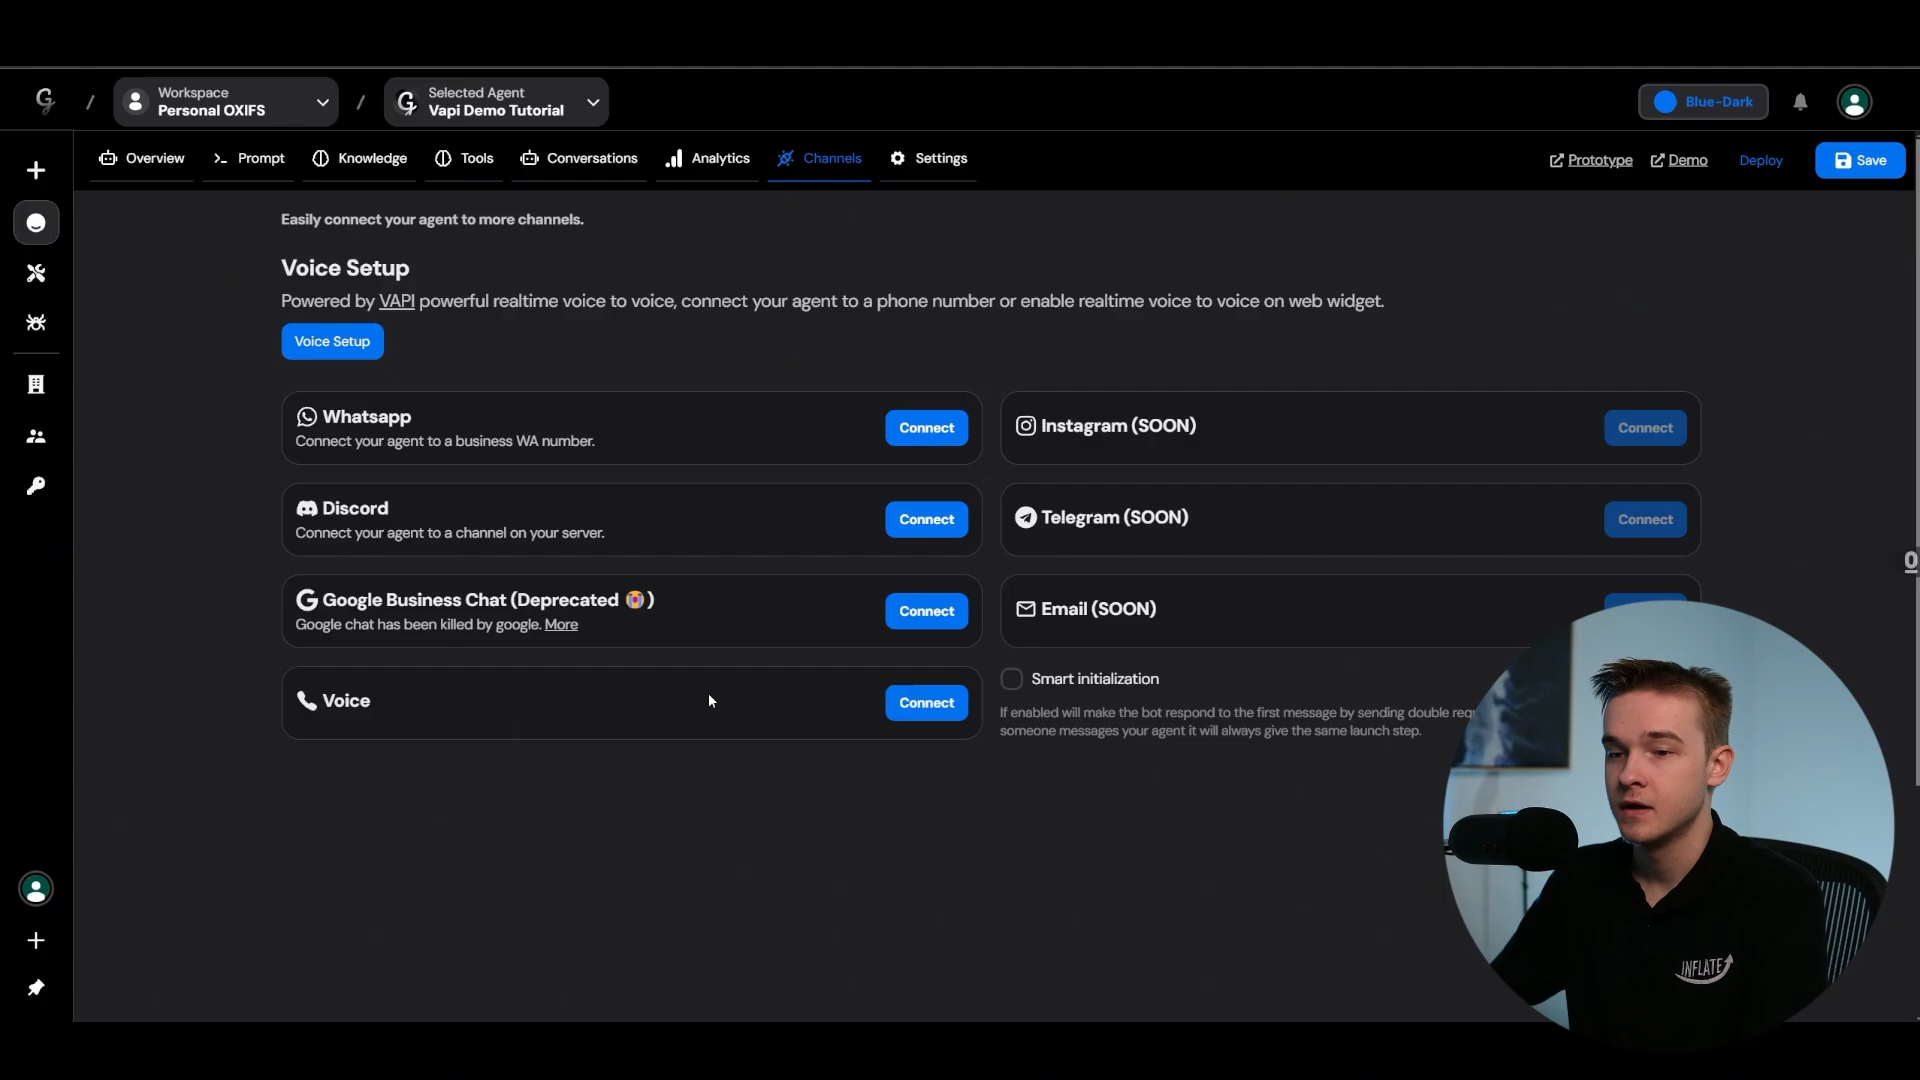 Workspace
Personal OXIFS
Selected Agent
Vapi Demo Tutorial
Blue-Dark
Overview
Prompt
Knowledge
Tools
Conversations
Analytics
Channels
Settings
Prototype
Demo
Deploy
Save
Easily connect your agent to more channels.
Voice Setup
Powered by VAPI powerful realtime voice to voice, connect your agent to a phone number or enable realtime voice to voice on web widget.
Voice Setup
Whatsapp
Connect your agent to a business WA number.
Connect
Instagram (SOON)
Connect
Discord
Connect your agent to a channel on your server.
Connect
Telegram (SOON)
Connect
Google Business Chat (Deprecated 😭)
Google chat has been killed by google. More
Connect
Email (SOON)
Voice
Connect
Smart initialization
If enabled will make the bot respond to the first message by sending double
someone messages your agent it will always give the same launch step.
INFLATE